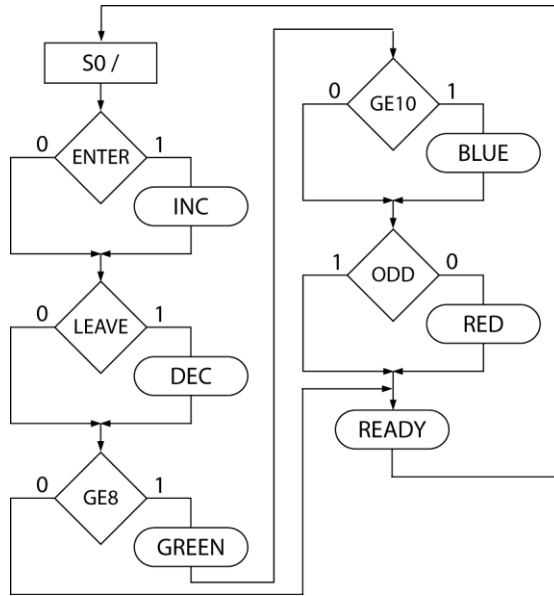 S0 /
0
ENTER
1
INC
0
LEAVE
1
DEC
0
GE8
1
GREEN
0
GE10
1
BLUE
1
ODD
0
RED
READY